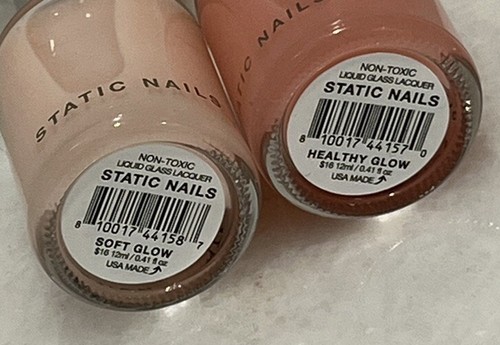 STATIC NAILS
NON-TOXIC
LIQUID GLASS LACQUER
STATIC NAILS
8 10017 44158 7
SOFT GLOW
$16 12ml / 0.41 fl oz
USA MADE
STATIC NAILS
NON-TOXIC
LIQUID GLASS LACQUER
STATIC NAILS
8 10017 44157 0
HEALTHY GLOW
$16 12ml / 0.41 fl oz
USA MADE